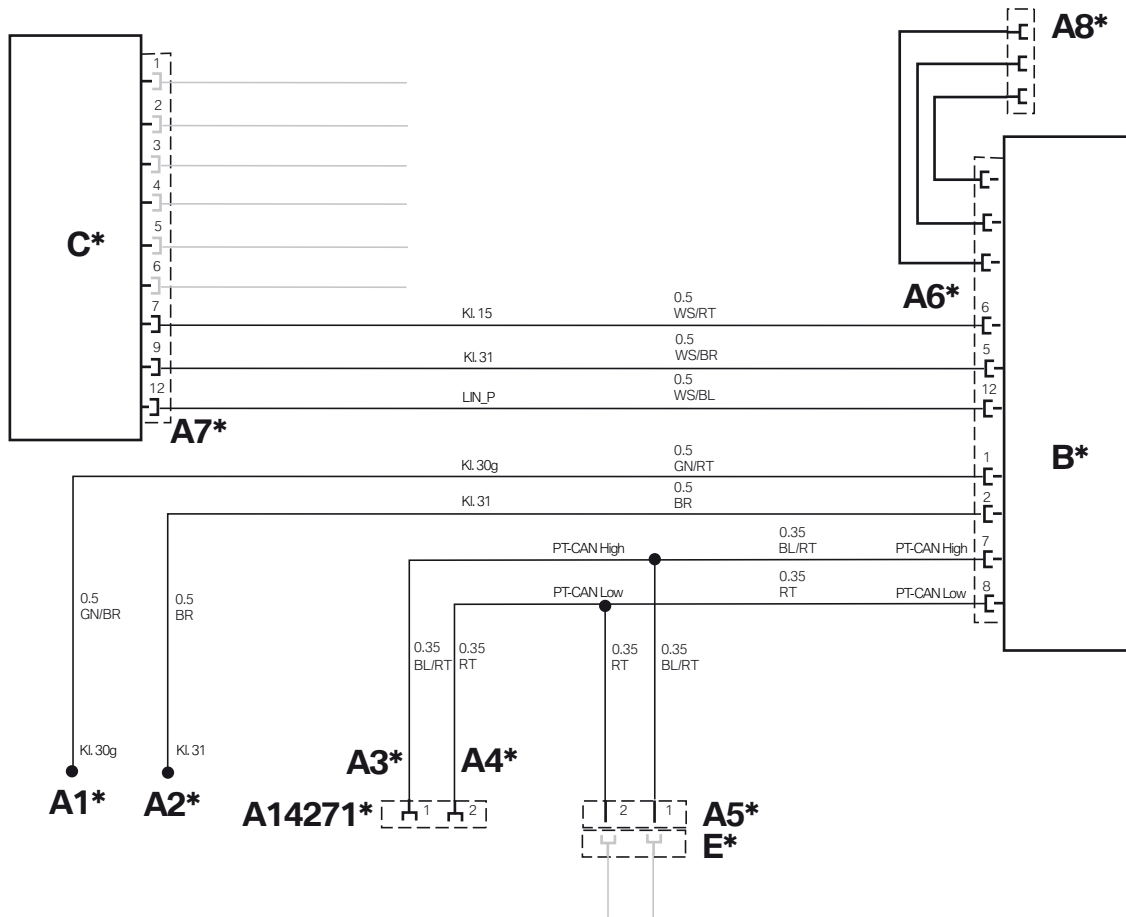 A8*
1
2
3
4
C*
5
6
A6*
7
Kl. 15
0.5
WS/RT
6
9
Kl. 31
0.5
WS/BR
5
12
LIN_P
0.5
WS/BL
12
A7*
B*
Kl. 30g
0.5
GN/RT
1
Kl. 31
0.5
BR
2
PT-CAN High
0.35
BL/RT
PT-CAN High
7
PT-CAN Low
0.35
RT
PT-CAN Low
8
0.5
GN/BR
0.5
BR
0.35
BL/RT
0.35
RT
0.35
RT
0.35
BL/RT
Kl. 30g
Kl. 31
A3*
A4*
A1*
A2*
A14271*
1
2
2
1
A5*
E*